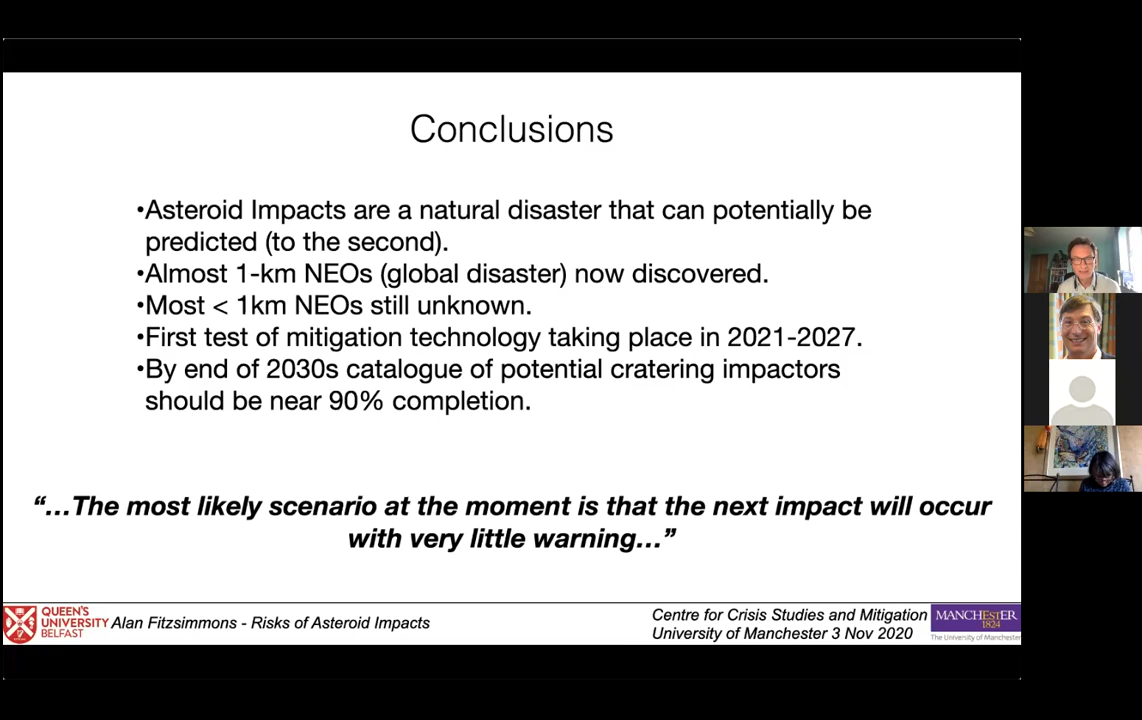 Conclusions
•Asteroid Impacts are a natural disaster that can potentially be
predicted (to the second).
•Almost 1-km NEOs (global disaster) now discovered.
•Most < 1km NEOs still unknown.
•First test of mitigation technology taking place in 2021-2027.
•By end of 2030s catalogue of potential cratering impactors
should be near 90% completion.
“...The most likely scenario at the moment is that the next impact will occur
with very little warning...”
QUEEN'S
UNIVERSITY
BELFAST
Alan Fitzsimmons - Risks of Asteroid Impacts
Centre for Crisis Studies and Mitigation
University of Manchester 3 Nov 2020
MANCHESTER
1824
The University of Manchester